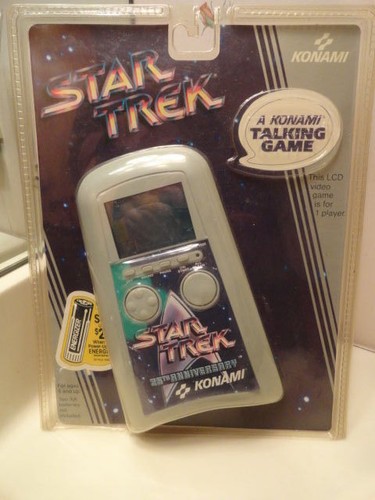 KONAMI
STAR
TREK
A KONAMI
TALKING
GAME
This LCD
video
game
is for
1 player.
STAR
TREK
25TH ANNIVERSARY
KONAMI
ENERGIZER